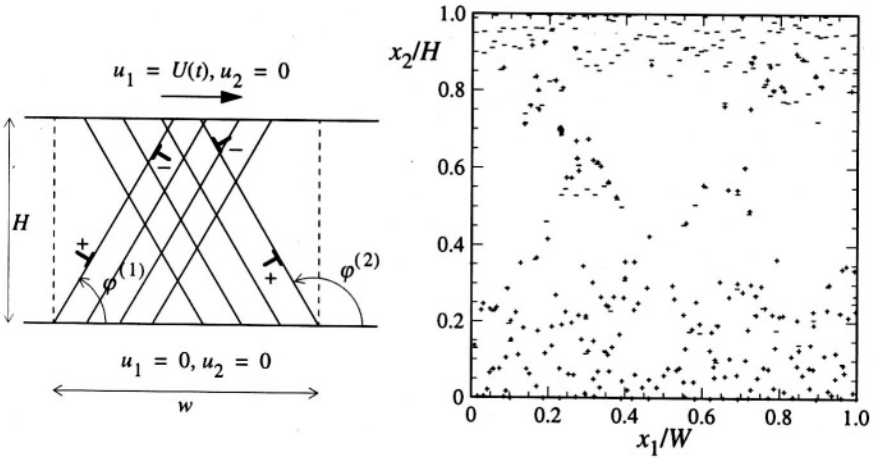 u₁ = U(t), u₂ = 0
H
+
−
−
+
φ⁽¹⁾
φ⁽²⁾
u₁ = 0, u₂ = 0
w
x₂/H
1.0
0.8
0.6
0.4
0.2
0
0
0.2
0.4
0.6
0.8
1.0
x₁/W